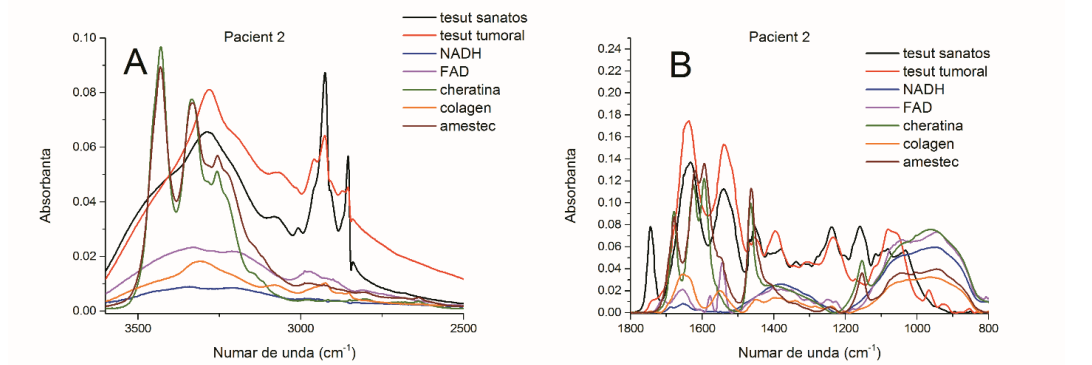 A
Pacient 2
tesut sanatos
tesut tumoral
NADH
FAD
cheratina
colagen
amestec
Absorbanta
0.10
0.08
0.06
0.04
0.02
0.00
3500
3000
2500
Numar de unda (cm⁻¹)
B
Pacient 2
tesut sanatos
tesut tumoral
NADH
FAD
cheratina
colagen
amestec
Absorbanta
0.24
0.22
0.20
0.18
0.16
0.14
0.12
0.10
0.08
0.06
0.04
0.02
0.00
1800
1600
1400
1200
1000
800
Numar de unda (cm⁻¹)